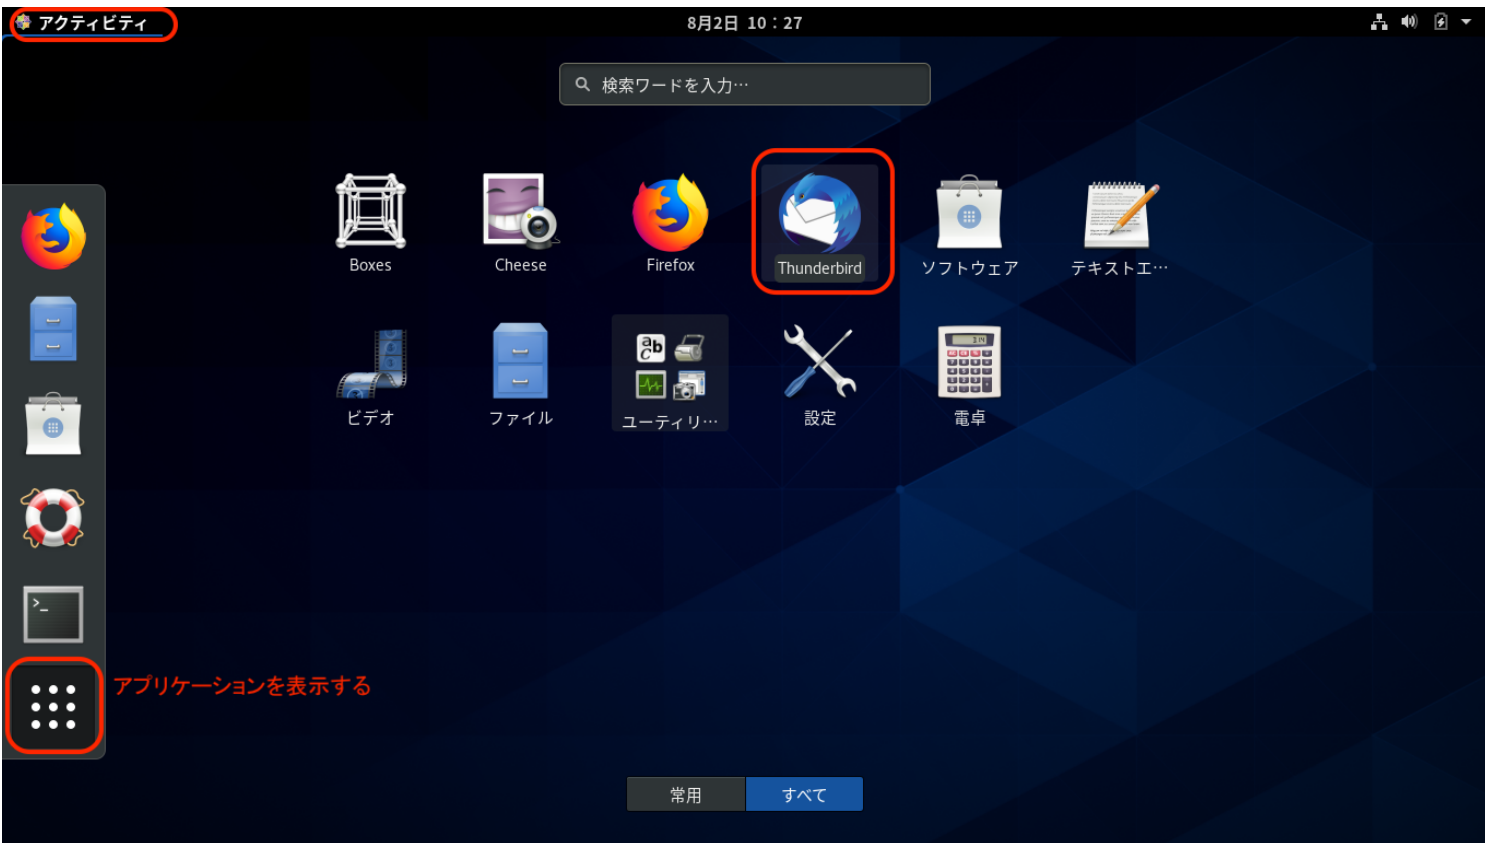 アクティビティ
8月2日 10：27
検索ワードを入力…
Boxes
Cheese
Firefox
Thunderbird
ソフトウェア
テキストエ…
ビデオ
ファイル
ユーティリ…
設定
電卓
アプリケーションを表示する
常用
すべて